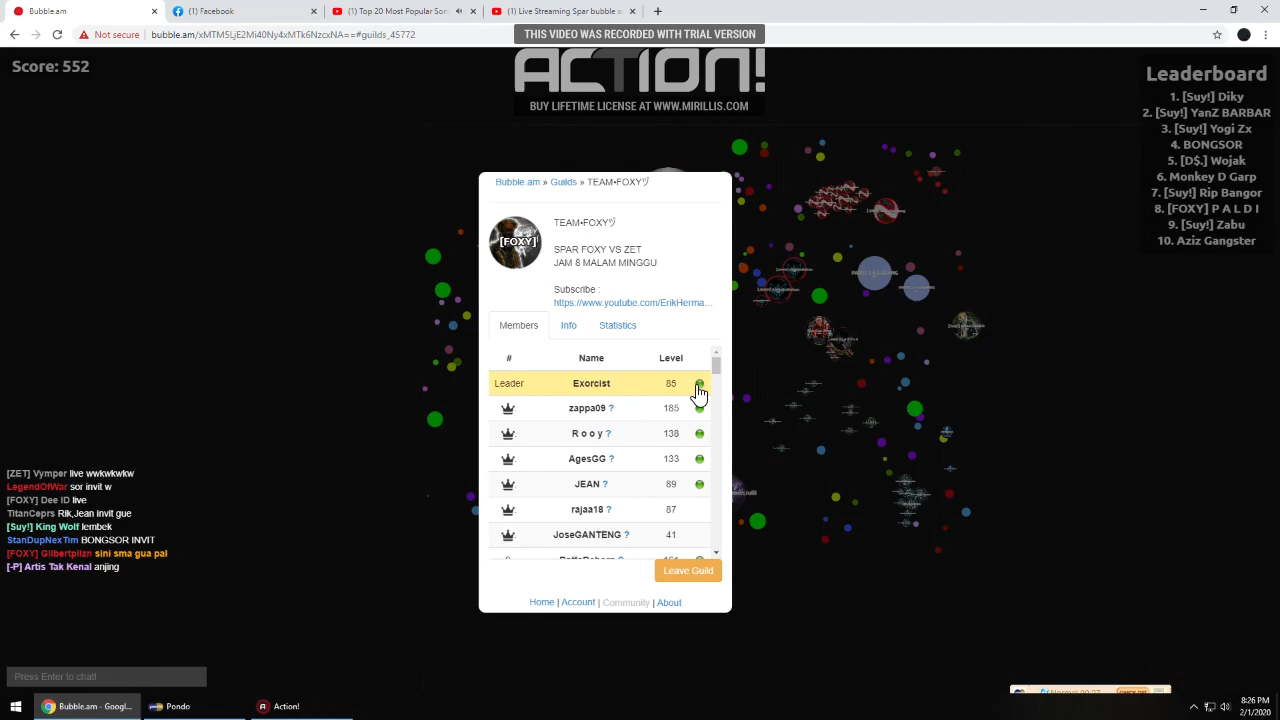 Bubble.am
(1) Facebook
(1) Top 20 Most Popular Son
(1) Live Streaming Spar bubble.a
Not secure
bubble.am/xMTM5LjE2Mi40Ny4xMTk6NzcxNA==#guilds_45772
THIS VIDEO WAS RECORDED WITH TRIAL VERSION
ACTION!
BUY LIFETIME LICENSE AT WWW.MIRILLIS.COM
Score: 552
Leaderboard
1. [Suy!] Diky
2. [Suy!] YanZ BARBAR
3. [Suy!] Yogi Zx
4. BONGSOR
5. [D$.] Wojak
6. Monkey D Garp
7. [Suy!] Rip Bangor
8. [FOXY] P A L D I
9. [Suy!] Zabu
10. Aziz Gangster
Bubble.am » Guilds » TEAM•FOXYヅ
[FOXY]
TEAM•FOXYヅ
SPAR FOXY VS ZET
JAM 8 MALAM MINGGU
Subscribe :
https://www.youtube.com/ErikHerma...
Members Info Statistics
# Name Level
Leader Exorcist 85
zappa09 ? 185
R o o y ? 138
AgesGG ? 133
JEAN ? 89
rajaa18 ? 87
JoseGANTENG ? 41
Leave Guild
Home | Account | Community | About
[ZET] Vymper live wwkwkwkw
LegendOfWar sor invit w
[FOXY] Dee ID live
TitanCeprs Rik,Jean invit gue
[Suy!] King Wolf lembek
StanDupNexTim BONGSOR INVIT
[FOXY] Gilbertpiizn sini sma gua pal
[-P] Artis Tak Kenal anjing
Press Enter to chat!
Bubble.am - Googl...
Pondo
Action!
8:26 PM
2/1/2020